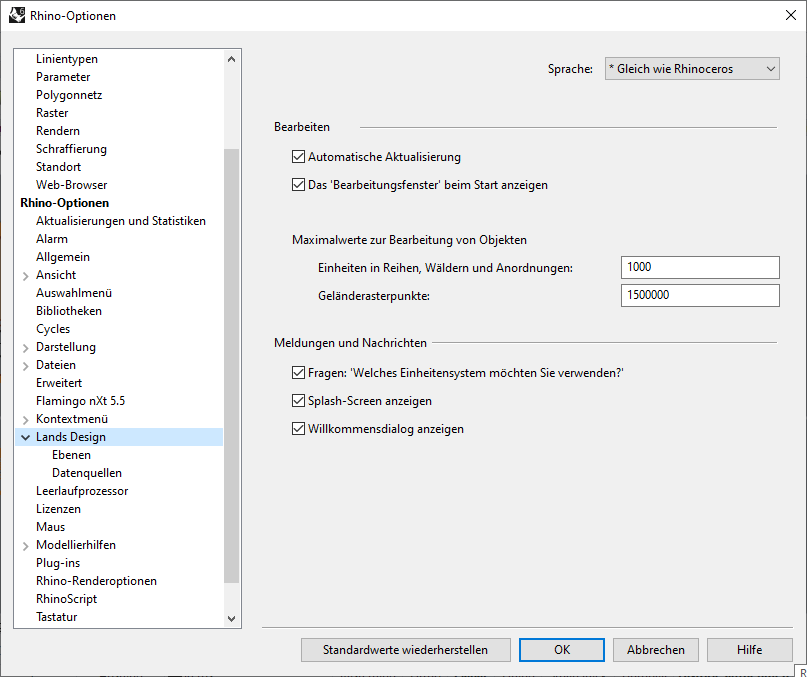 Rhino-Optionen
Linientypen
Parameter
Polygonnetz
Raster
Rendern
Schraffierung
Standort
Web-Browser
Rhino-Optionen
Aktualisierungen und Statistiken
Alarm
Allgemein
Ansicht
Auswahlmenü
Bibliotheken
Cycles
Darstellung
Dateien
Erweitert
Flamingo nXt 5.5
Kontextmenü
Lands Design
Ebenen
Datenquellen
Leerlaufprozessor
Lizenzen
Maus
Modellierhilfen
Plug-ins
Rhino-Renderoptionen
RhinoScript
Tastatur
Sprache: * Gleich wie Rhinoceros
Bearbeiten
Automatische Aktualisierung
Das 'Bearbeitungsfenster' beim Start anzeigen
Maximalwerte zur Bearbeitung von Objekten
Einheiten in Reihen, Wäldern und Anordnungen: 1000
Geländerasterpunkte: 1500000
Meldungen und Nachrichten
Fragen: 'Welches Einheitensystem möchten Sie verwenden?'
Splash-Screen anzeigen
Willkommensdialog anzeigen
Standardwerte wiederherstellen OK Abbrechen Hilfe